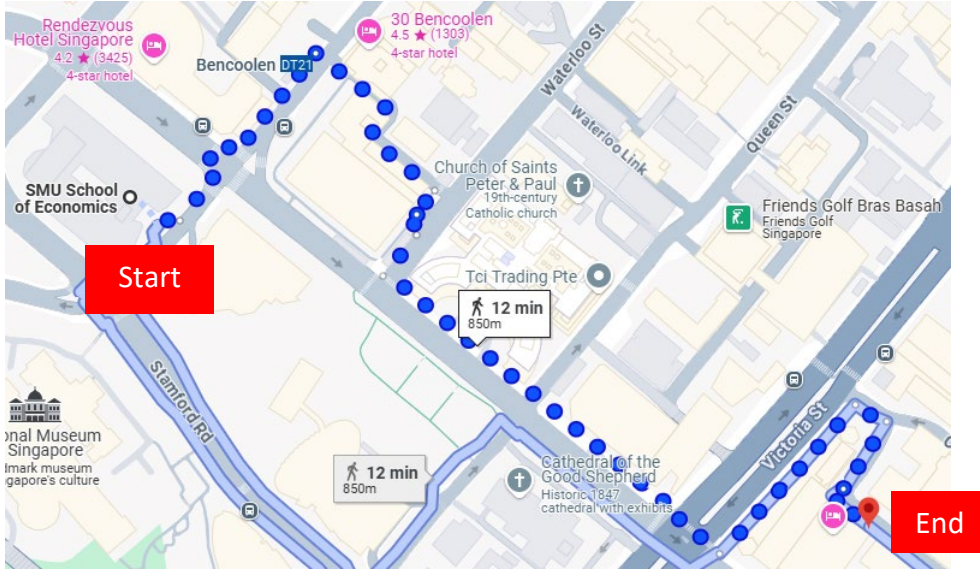 Rendezvous
Hotel Singapore
4.2 ★ (3425)
4-star hotel
30 Bencoolen
4.5 ★ (1303)
4-star hotel
Bencoolen DT21
Waterloo St
Queen St
Waterloo Link
SMU School
of Economics
Church of Saints
Peter & Paul
19th-century
Catholic church
Friends Golf Bras Basah
Friends Golf
Singapore
Start
Tci Trading Pte
12 min
850m
Stamford Rd
Victoria St
onal Museum
Singapore
dmark museum
ngapore's culture
12 min
850m
Cathedral of the
Good Shepherd
Historic 1847
cathedral with exhibits
End